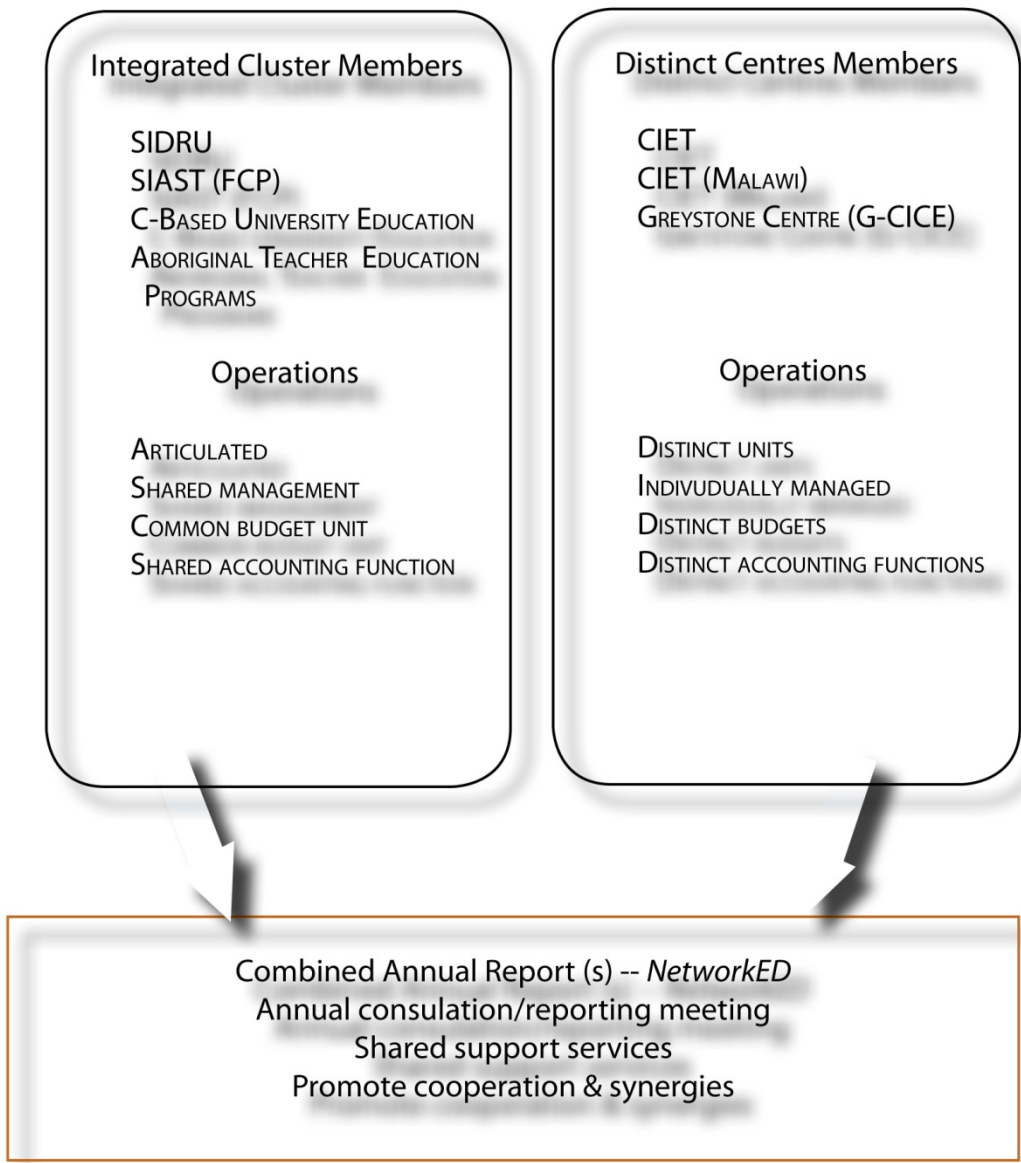 Integrated Cluster Members
SIDRU
SIAST (FCP)
C-Based University Education
Aboriginal Teacher Education
Programs
Operations
Articulated
Shared management
Common budget unit
Shared accounting function
Distinct Centres Members
CIET
CIET (Malawi)
Greystone Centre (G-CICE)
Operations
Distinct units
Indivudually managed
Distinct budgets
Distinct accounting functions
Combined Annual Report (s) -- NetworkED
Annual consulation/reporting meeting
Shared support services
Promote cooperation & synergies